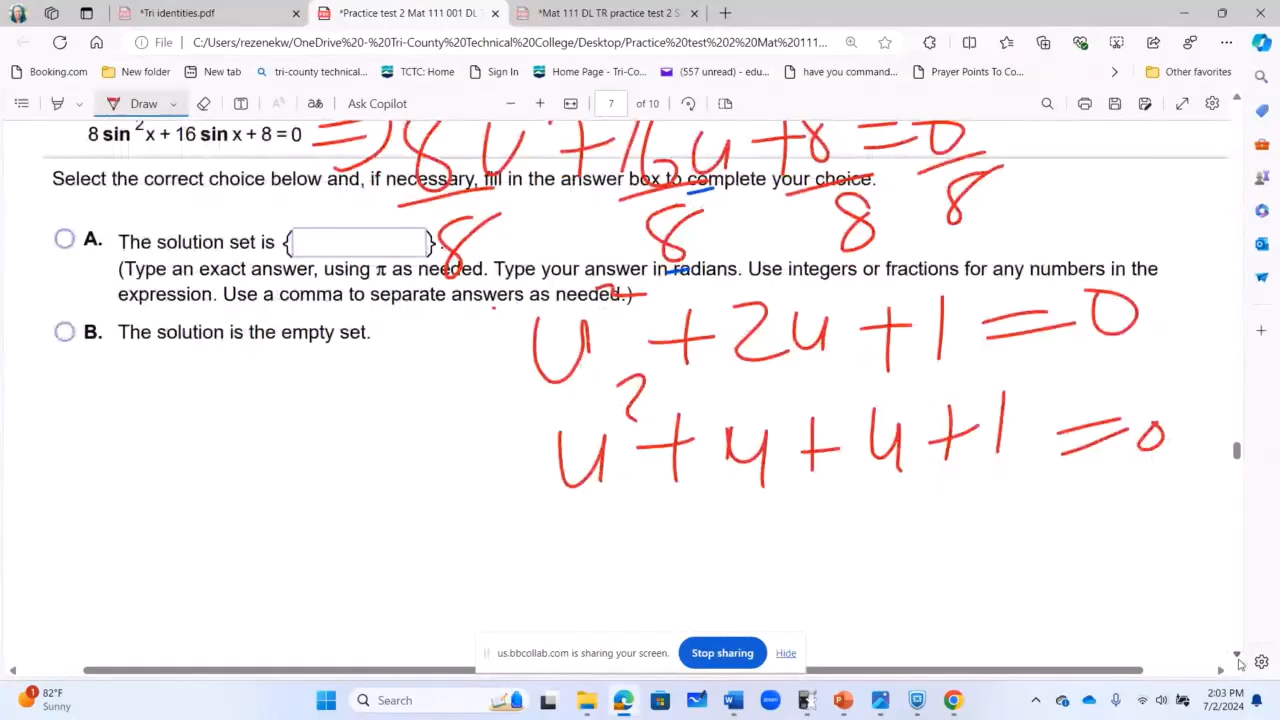 *Tri identities.pdf
*Practice test 2 Mat 111 001 DL T
*Mat 111 DL TR practice test 2 S
File
C:/Users/rezenekw/OneDrive%20-%20Tri-County%20Technical%20College/Desktop/Practice%20test%202%20Mat%20111...
Booking.com
New folder
New tab
tri-county technical...
TCTC: Home
Sign In
Home Page - Tri-Co...
(557 unread) - edu...
have you command...
Prayer Points To Co...
Other favorites
Draw
Ask Copilot
7 of 10
8 sin ²x + 16 sin x + 8 = 0 ⇒ 8u + 16u + 8 = 0
8 8 8 8
Select the correct choice below and, if necessary, fill in the answer box to complete your choice.
A. The solution set is { }.
(Type an exact answer, using π as needed. Type your answer in radians. Use integers or fractions for any numbers in the
expression. Use a comma to separate answers as needed.)
B. The solution is the empty set.
u² + 2u + 1 = 0
u² + u + u + 1 = 0
us.bbcollab.com is sharing your screen.
Stop sharing
Hide
1
82°F
Sunny
Search
2:03 PM
7/2/2024